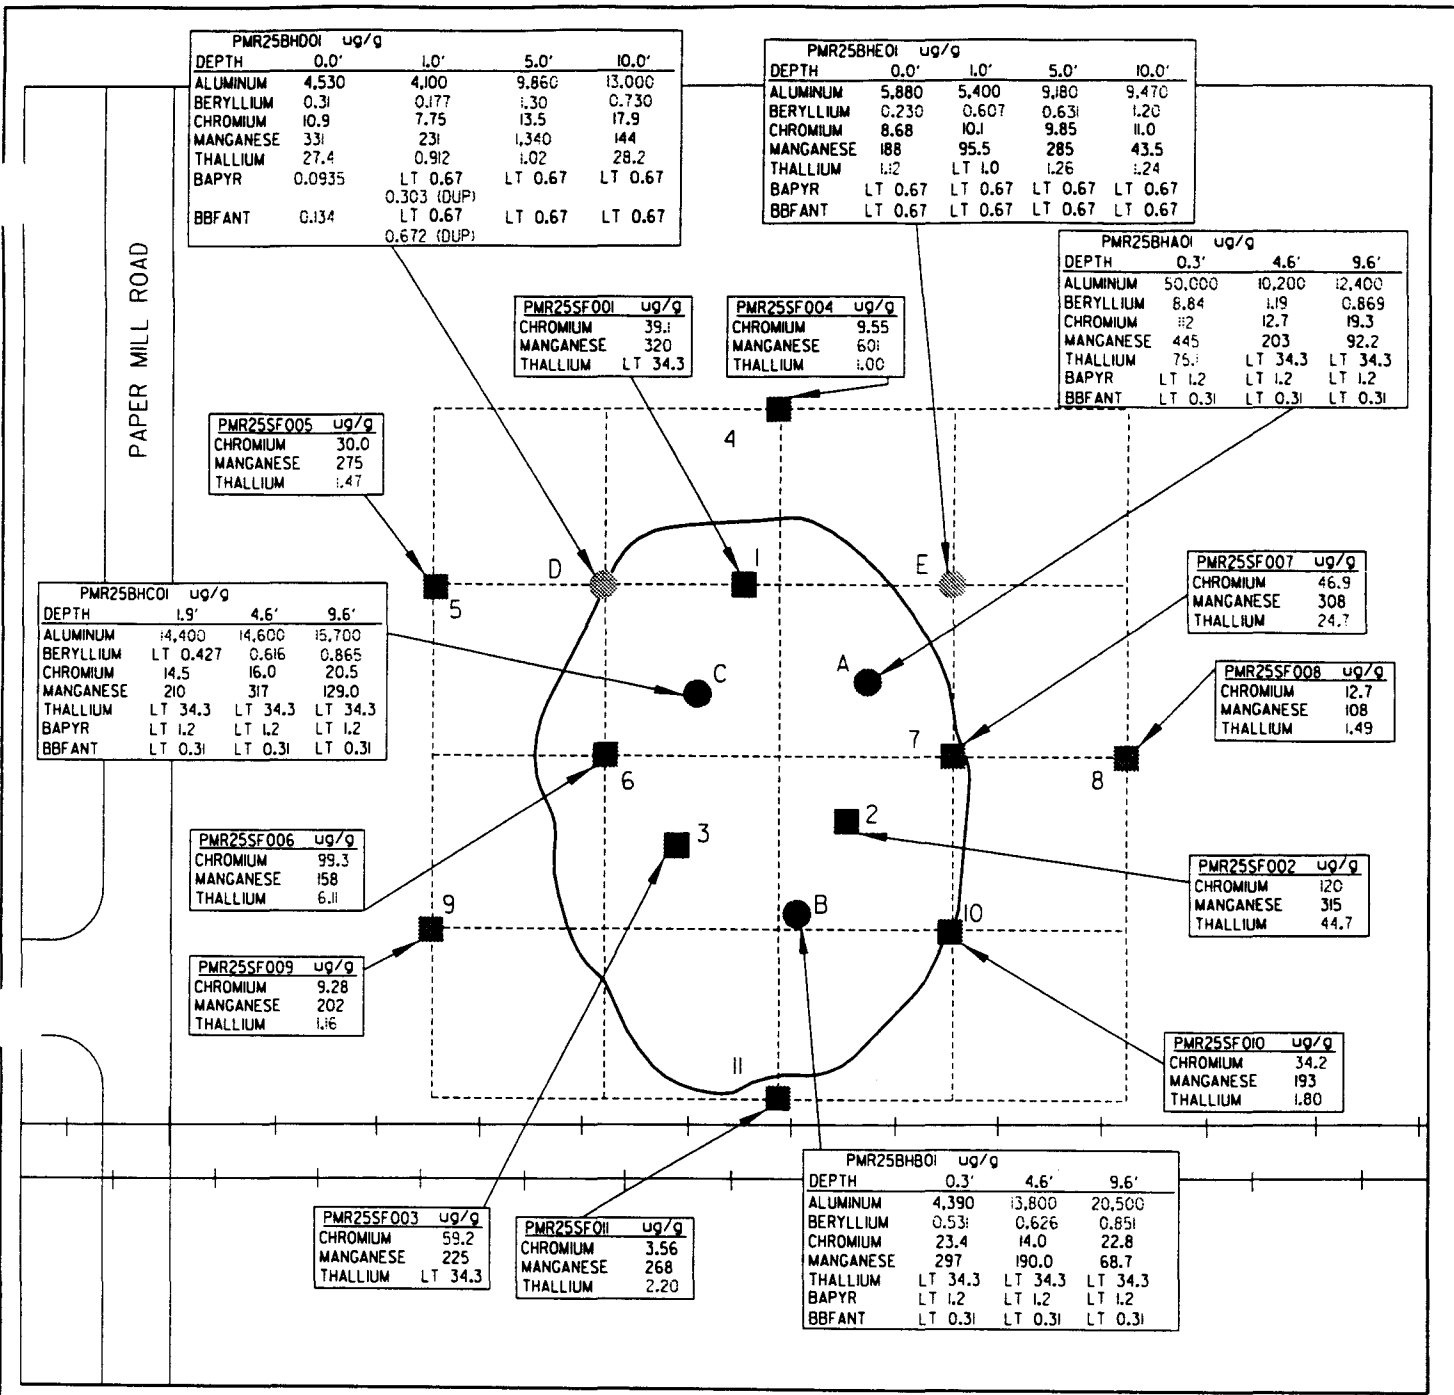 PMR25BHD01 ug/g
DEPTH 0.0' 1.0' 5.0' 10.0'
ALUMINUM 4,530 4,100 9,860 13,000
BERYLLIUM 0.31 0.177 1.30 0.730
CHROMIUM 10.9 7.75 13.5 17.9
MANGANESE 331 231 1,340 144
THALLIUM 27.4 0.912 1.02 28.2
BAPYR 0.0935 LT 0.67 LT 0.67 LT 0.67
0.303 (DUP)
BBFANT 0.134 LT 0.67 LT 0.67 LT 0.67
0.672 (DUP)
PMR25BHE01 ug/g
DEPTH 0.0' 1.0' 5.0' 10.0'
ALUMINUM 5,880 5,400 9,180 9,470
BERYLLIUM 0.230 0.607 0.631 1.20
CHROMIUM 8.68 10.1 9.85 11.0
MANGANESE 188 95.5 285 43.5
THALLIUM 1.12 LT 1.0 1.26 1.24
BAPYR LT 0.67 LT 0.67 LT 0.67 LT 0.67
BBFANT LT 0.67 LT 0.67 LT 0.67 LT 0.67
PMR25BHA01 ug/g
DEPTH 0.3' 4.6' 9.6'
ALUMINUM 50,000 10,200 12,400
BERYLLIUM 8.84 1.19 0.869
CHROMIUM 112 12.7 19.3
MANGANESE 445 203 92.2
THALLIUM 75.1 LT 34.3 LT 34.3
BAPYR LT 1.2 LT 1.2 LT 1.2
BBFANT LT 0.31 LT 0.31 LT 0.31
PAPER MILL ROAD
PMR25SF001 ug/g
CHROMIUM 39.1
MANGANESE 320
THALLIUM LT 34.3
PMR25SF004 ug/g
CHROMIUM 9.55
MANGANESE 601
THALLIUM 1.00
4
PMR25SF005 ug/g
CHROMIUM 30.0
MANGANESE 275
THALLIUM 1.47
D
1
E
5
PMR25SF007 ug/g
CHROMIUM 46.9
MANGANESE 308
THALLIUM 24.7
PMR25BHC01 ug/g
DEPTH 1.9' 4.6' 9.6'
ALUMINUM 14,400 14,600 15,700
BERYLLIUM LT 0.427 0.616 0.865
CHROMIUM 14.5 16.0 20.5
MANGANESE 210 317 129.0
THALLIUM LT 34.3 LT 34.3 LT 34.3
BAPYR LT 1.2 LT 1.2 LT 1.2
BBFANT LT 0.31 LT 0.31 LT 0.31
C
A
PMR25SF008 ug/g
CHROMIUM 12.7
MANGANESE 108
THALLIUM 1.49
7
6
8
2
3
PMR25SF006 ug/g
CHROMIUM 99.3
MANGANESE 158
THALLIUM 6.11
PMR25SF002 ug/g
CHROMIUM 120
MANGANESE 315
THALLIUM 44.7
9
B
10
PMR25SF009 ug/g
CHROMIUM 9.28
MANGANESE 202
THALLIUM 1.16
11
PMR25SF010 ug/g
CHROMIUM 34.2
MANGANESE 193
THALLIUM 1.80
PMR25BHB01 ug/g
DEPTH 0.3' 4.6' 9.6'
ALUMINUM 4,390 13,800 20,500
BERYLLIUM 0.531 0.626 0.851
CHROMIUM 23.4 14.0 22.8
MANGANESE 297 190.0 68.7
THALLIUM LT 34.3 LT 34.3 LT 34.3
BAPYR LT 1.2 LT 1.2 LT 1.2
BBFANT LT 0.31 LT 0.31 LT 0.31
PMR25SF003 ug/g
CHROMIUM 59.2
MANGANESE 225
THALLIUM LT 34.3
PMR25SF011 ug/g
CHROMIUM 3.56
MANGANESE 268
THALLIUM 2.20